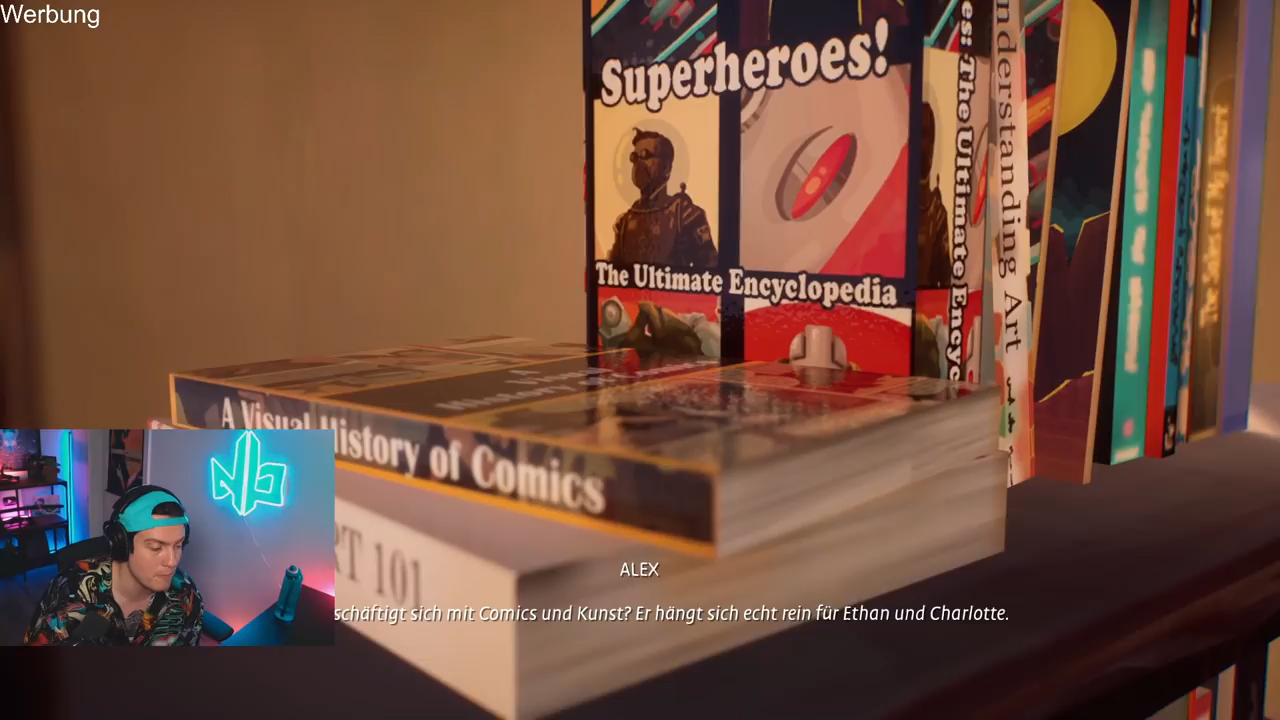 Werbung
Superheroes!
The Ultimate Encyclopedia
es: The Ultimate Encyc
nderstanding Art
A Visual History of Comics
RT 101
ALEX
schäftigt sich mit Comics und Kunst? Er hängt sich echt rein für Ethan und Charlotte.